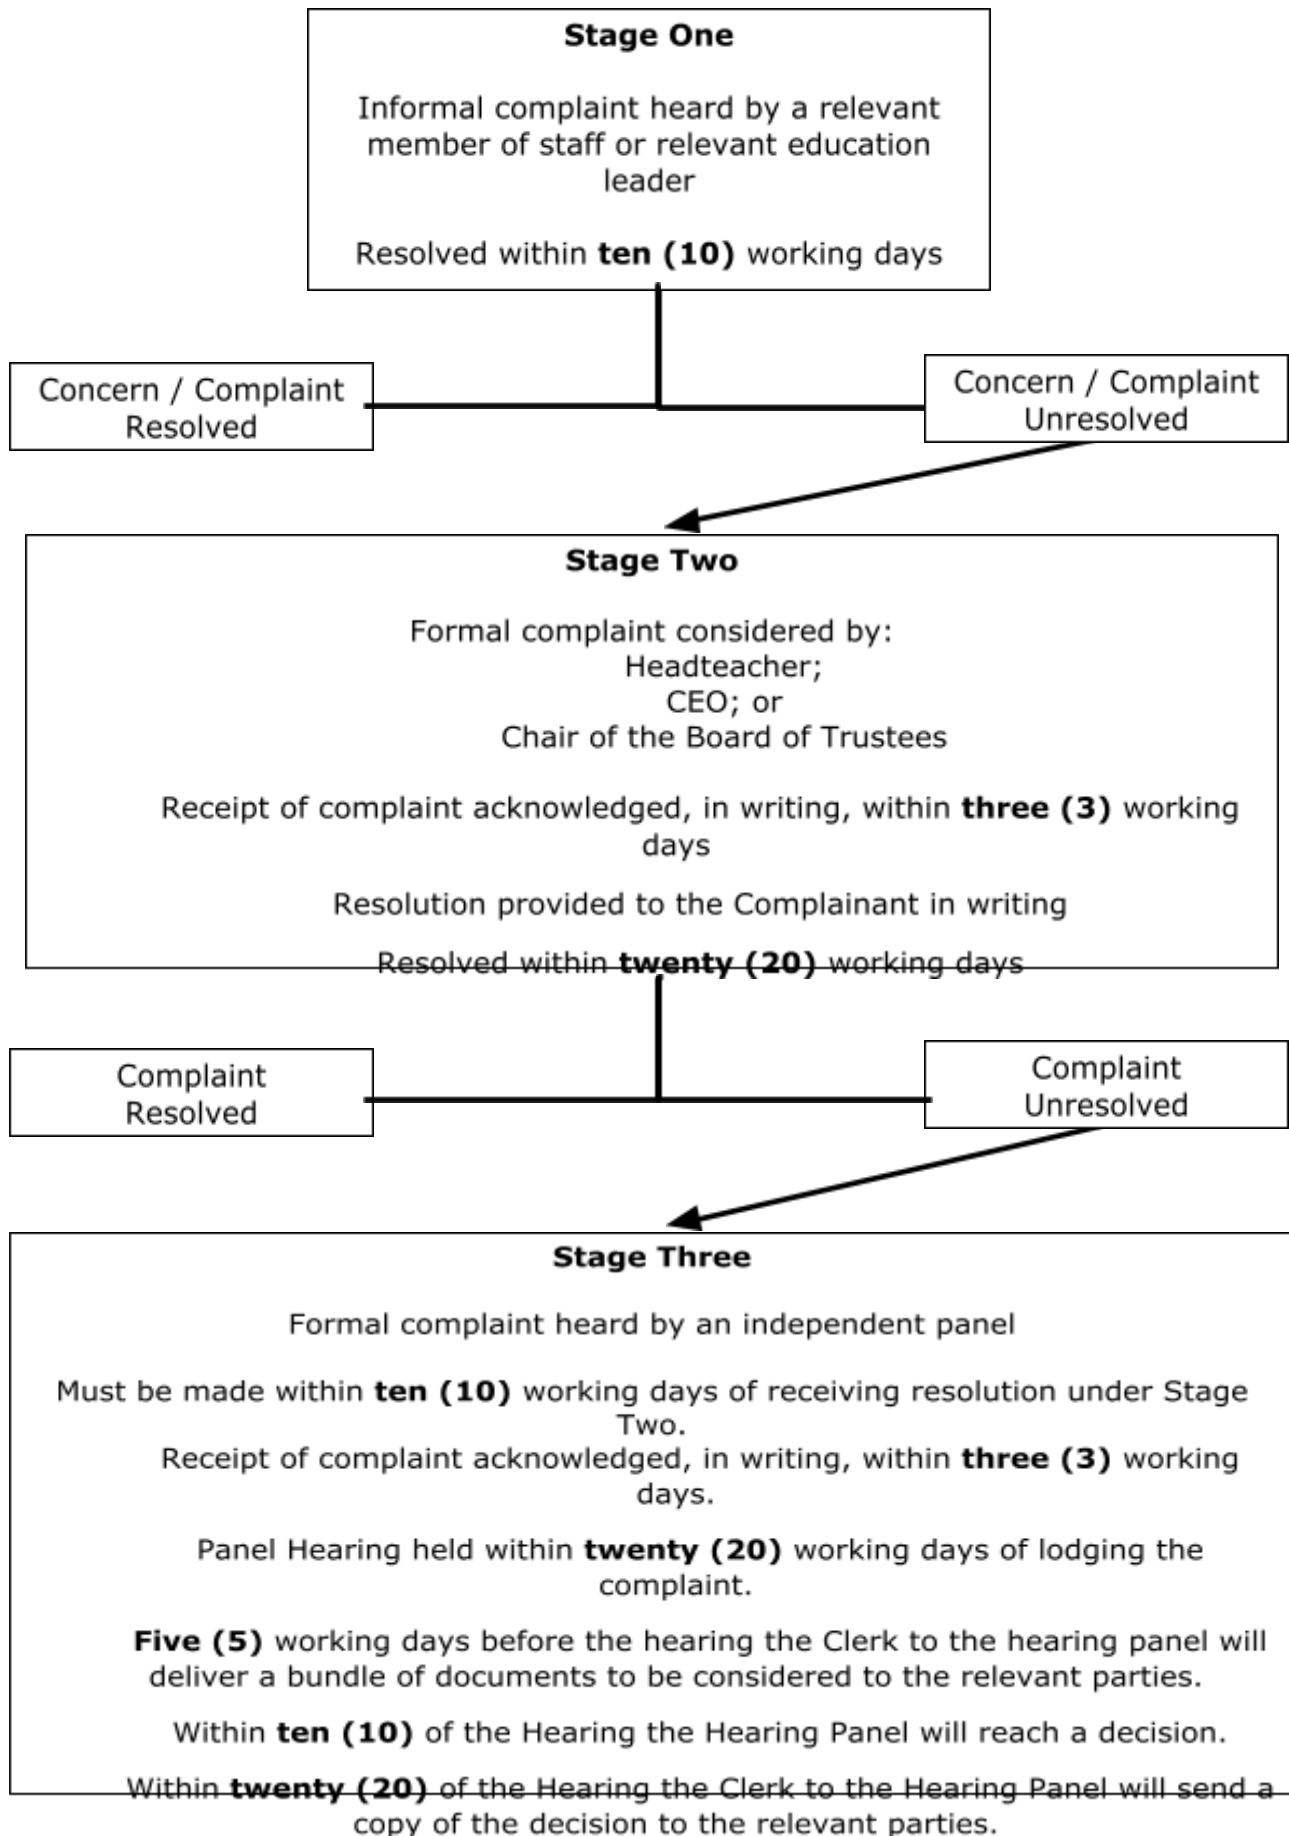 Stage One
Informal complaint heard by a relevant
member of staff or relevant education
leader
Resolved within ten (10) working days
Concern / Complaint
Resolved
Concern / Complaint
Unresolved
Stage Two
Formal complaint considered by:
Headteacher;
CEO; or
Chair of the Board of Trustees
Receipt of complaint acknowledged, in writing, within three (3) working
days
Resolution provided to the Complainant in writing
Resolved within twenty (20) working days
Complaint
Resolved
Complaint
Unresolved
Stage Three
Formal complaint heard by an independent panel
Must be made within ten (10) working days of receiving resolution under Stage
Two.
Receipt of complaint acknowledged, in writing, within three (3) working
days.
Panel Hearing held within twenty (20) working days of lodging the
complaint.
Five (5) working days before the hearing the Clerk to the hearing panel will
deliver a bundle of documents to be considered to the relevant parties.
Within ten (10) of the Hearing the Hearing Panel will reach a decision.
Within twenty (20) of the Hearing the Clerk to the Hearing Panel will send a
copy of the decision to the relevant parties.